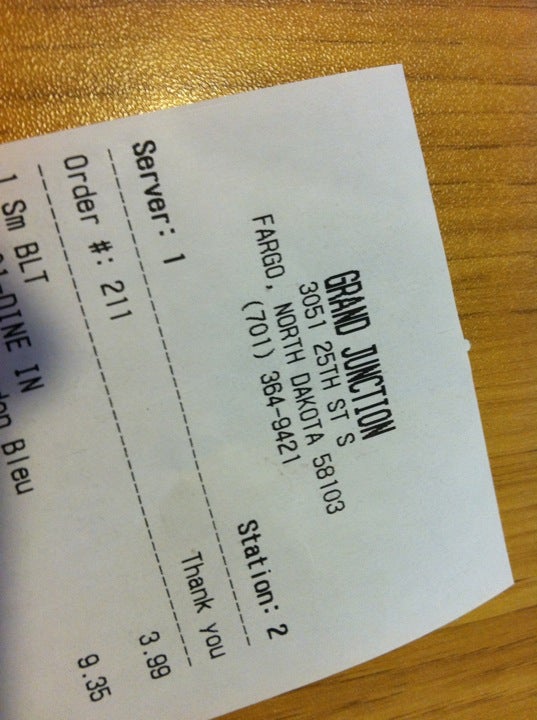 GRAND JUNCTION
3051 25TH ST S
FARGO, NORTH DAKOTA 58103
(701) 364-9421
Server: 1 Station: 2
Order #: 211 Thank you
1 Sm BLT 3.99
DINE IN
Bleu 9.35